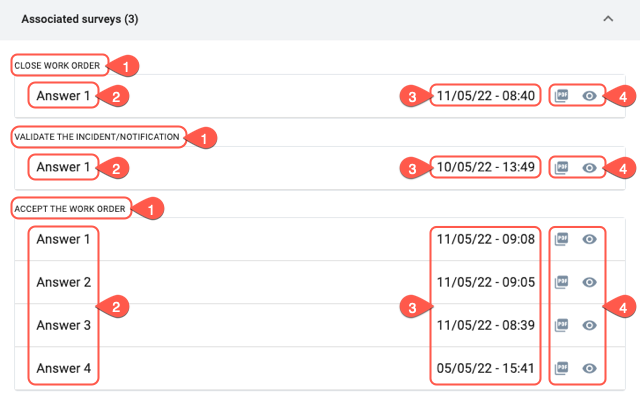 Associated surveys (3)
CLOSE WORK ORDER 1
Answer 1 2 3 11/05/22 - 08:40 PDF 4
VALIDATE THE INCIDENT/NOTIFICATION 1
Answer 1 2 3 10/05/22 - 13:49 PDF 4
ACCEPT THE WORK ORDER 1
Answer 1 11/05/22 - 09:08 PDF
Answer 2 11/05/22 - 09:05 PDF
2 3 4
Answer 3 11/05/22 - 08:39 PDF
Answer 4 05/05/22 - 15:41 PDF